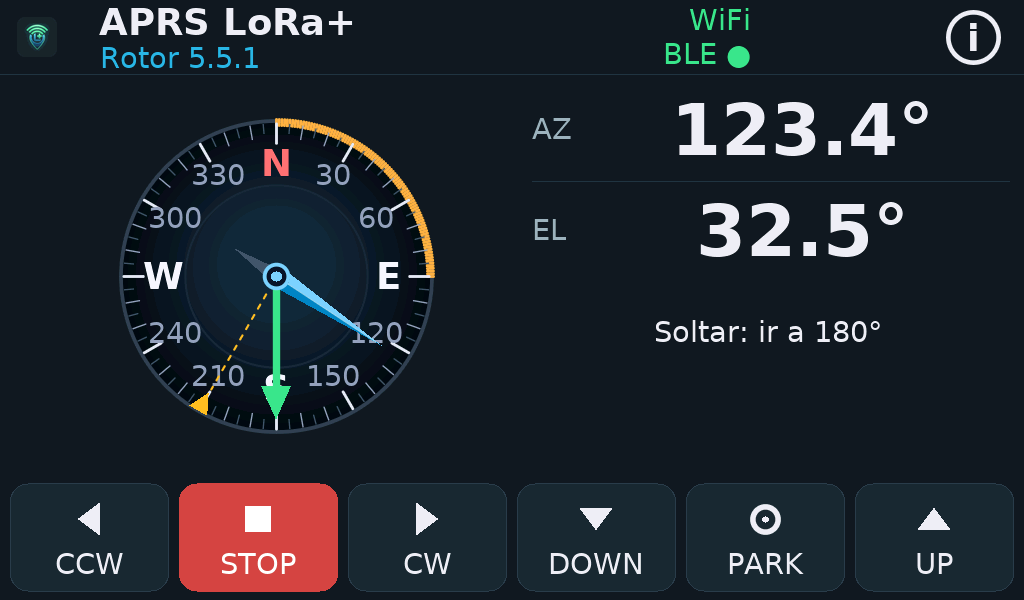 APRS LoRa+
Rotor 5.5.1
WiFi
BLE
i
N
330
30
300
60
W
E
240
120
210
150
AZ
123.4°
EL
32.5°
Soltar: ir a 180°
CCW
STOP
CW
DOWN
PARK
UP